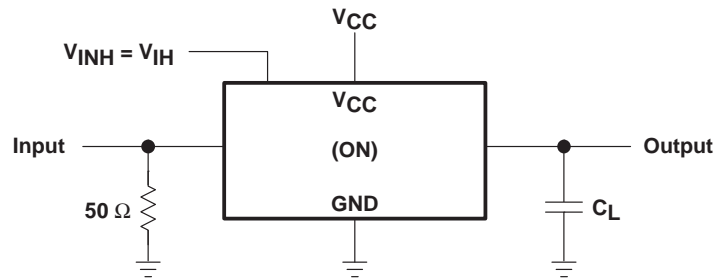 V_CC
V_INH = V_IH
V_CC
Input
(ON)
Output
50 Ω
GND
C_L